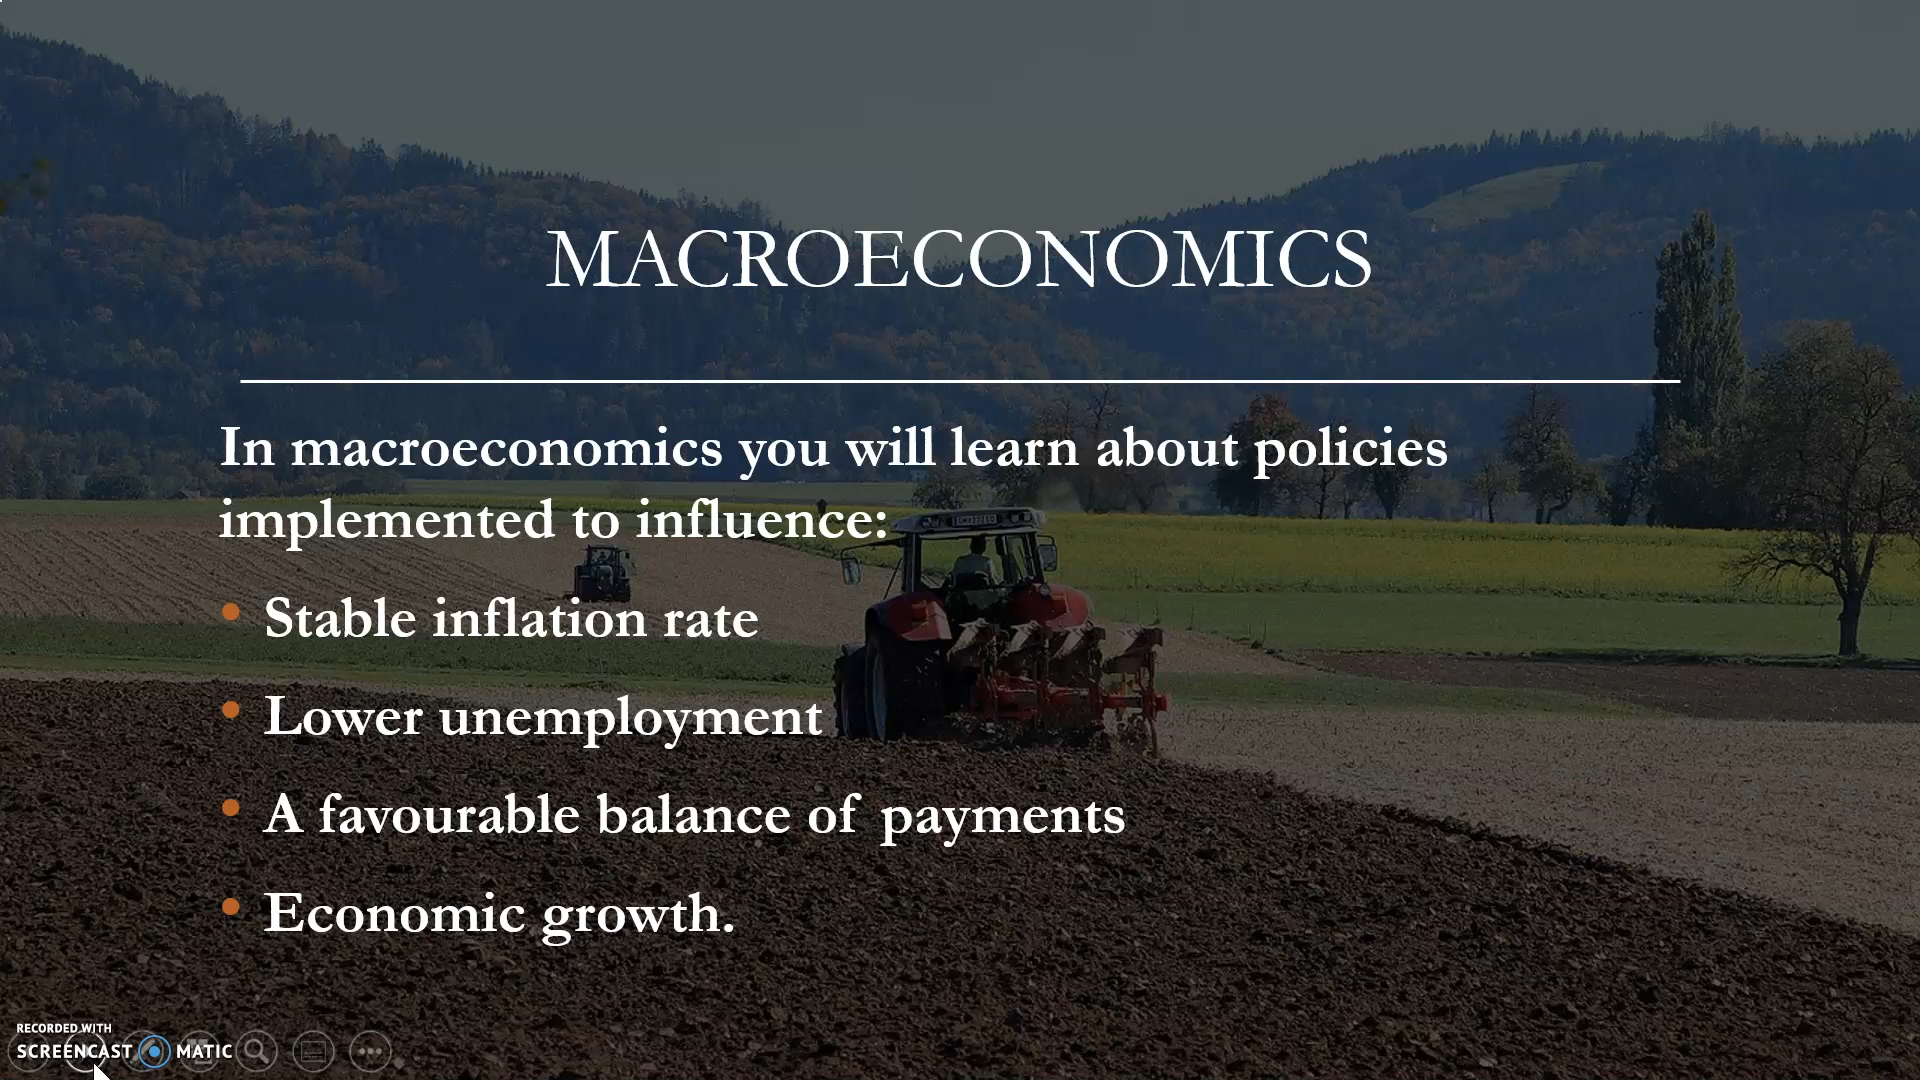 MACROECONOMICS
In macroeconomics you will learn about policies
implemented to influence:
• Stable inflation rate
• Lower unemployment
• A favourable balance of payments
• Economic growth.
RECORDED WITH
SCREENCAST MATIC